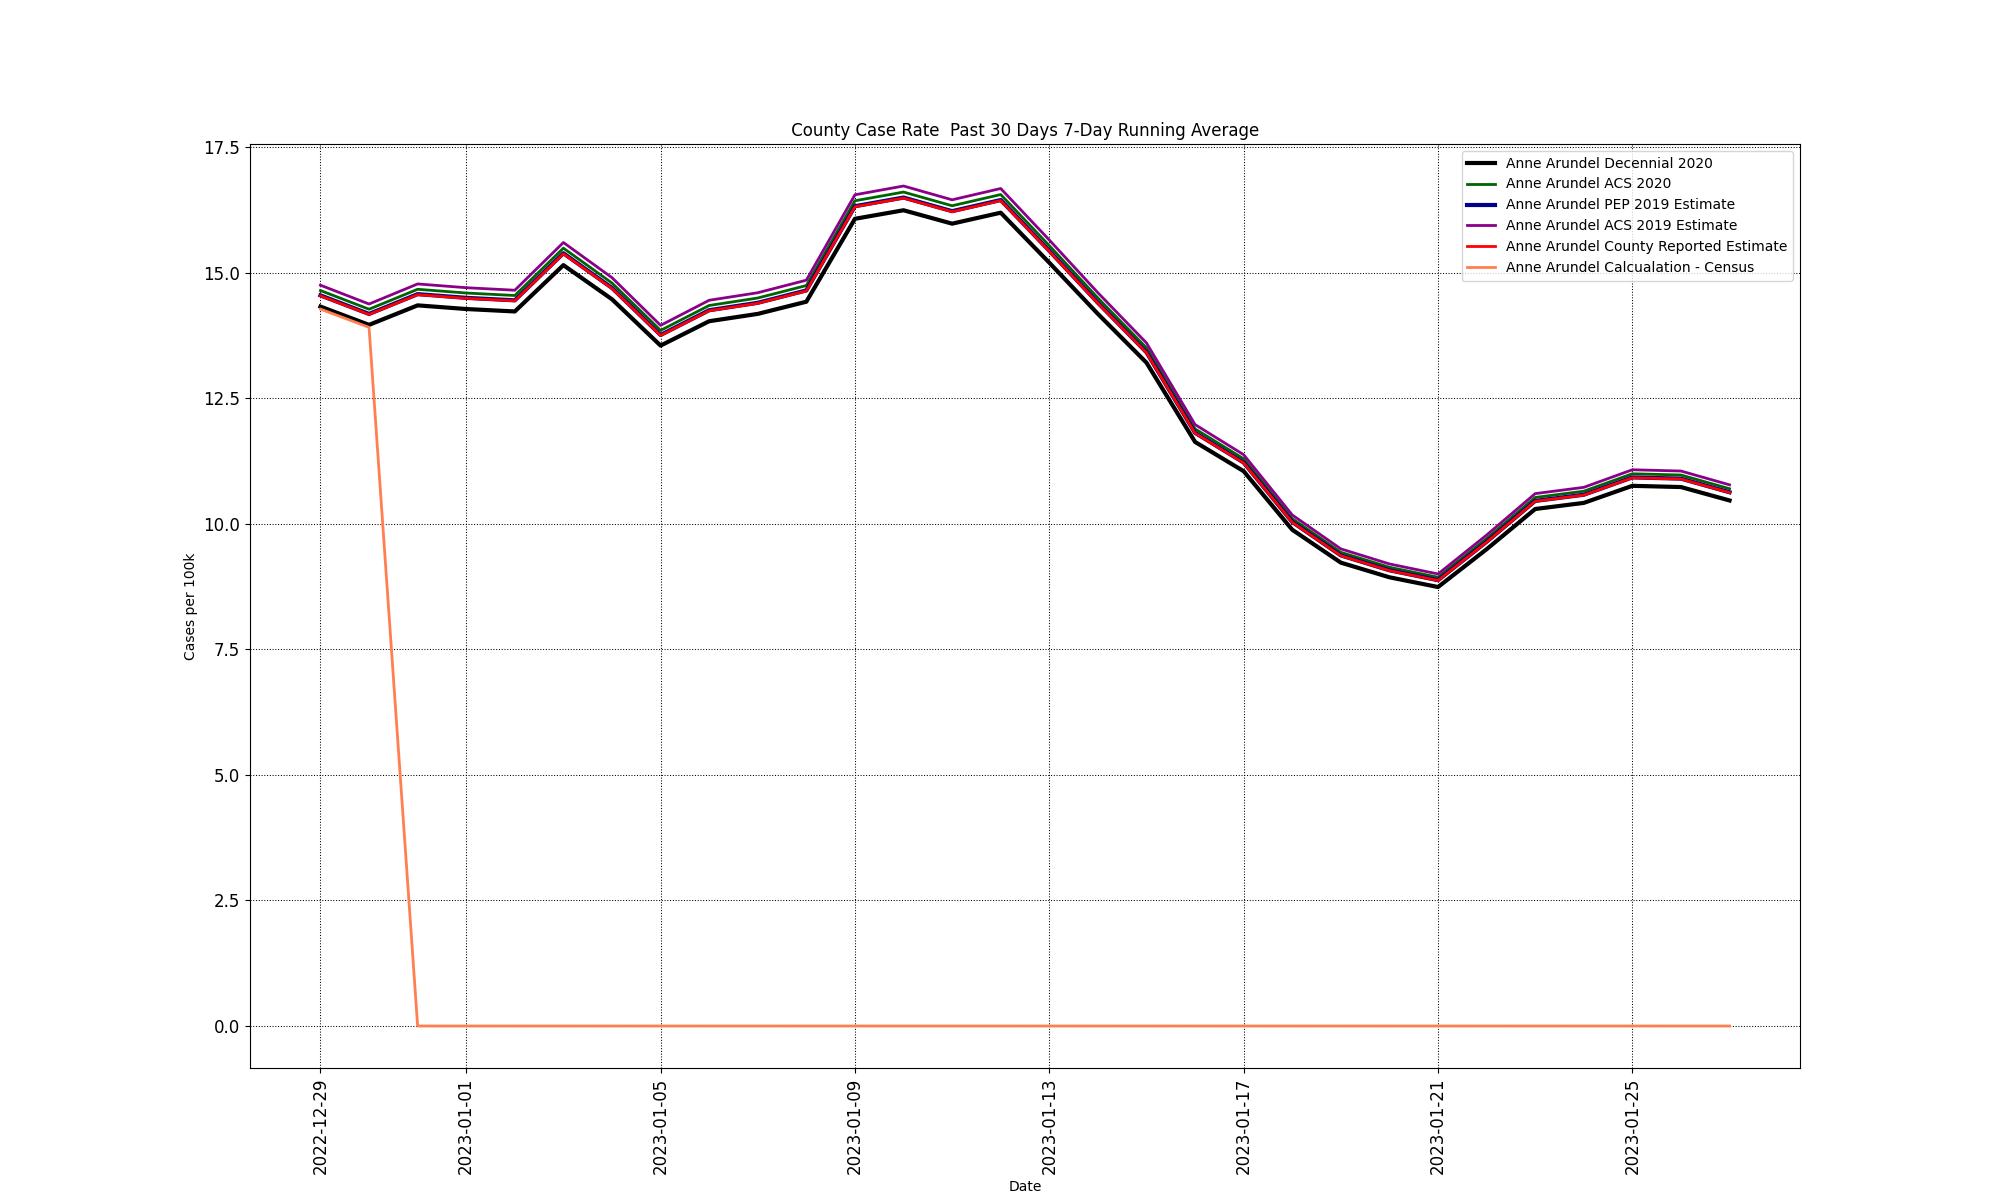 County Case Rate  Past 30 Days 7-Day Running Average
17.5
15.0
12.5
10.0
7.5
5.0
2.5
0.0
Cases per 100k
Anne Arundel Decennial 2020
Anne Arundel ACS 2020
Anne Arundel PEP 2019 Estimate
Anne Arundel ACS 2019 Estimate
Anne Arundel County Reported Estimate
Anne Arundel Calcualation - Census
2022-12-29
2023-01-01
2023-01-05
2023-01-09
2023-01-13
2023-01-17
2023-01-21
2023-01-25
Date